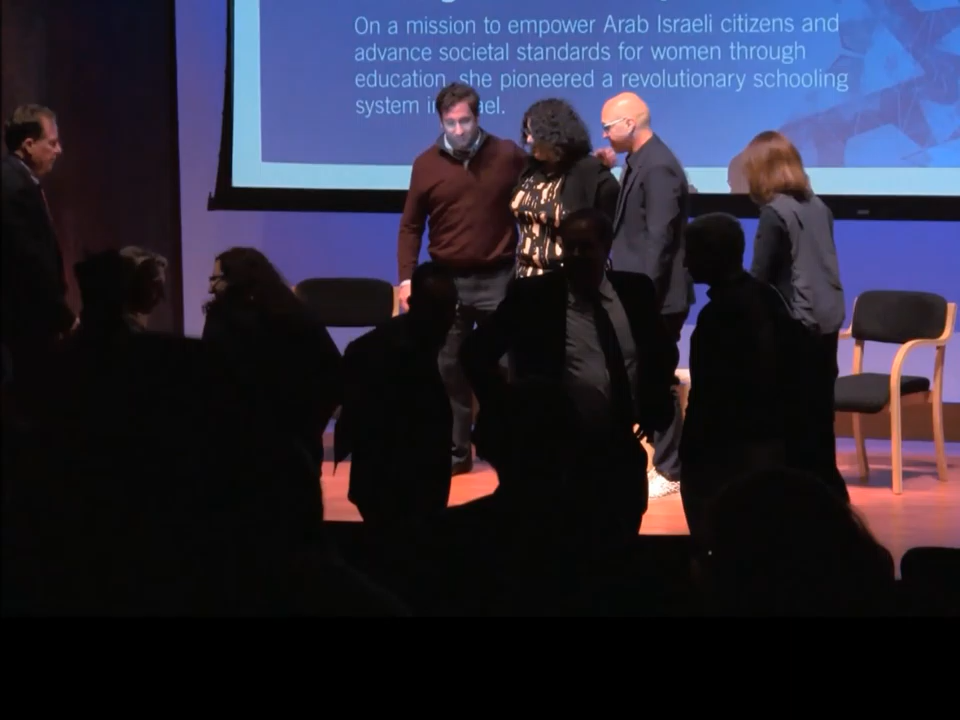 On a mission to empower Arab Israeli citizens and
advance societal standards for women through
education, she pioneered a revolutionary schooling
system in